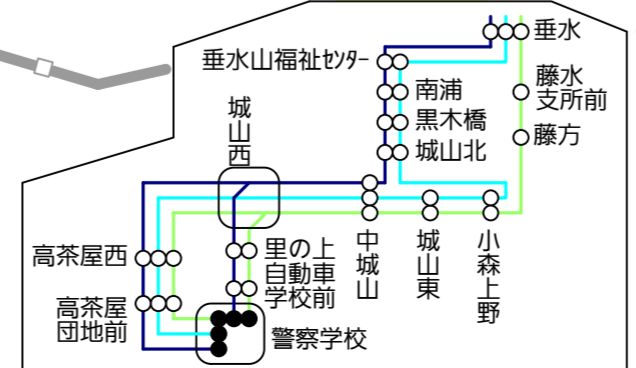 垂水
垂水山福祉ｾﾝﾀｰ
藤水
支所前
南浦
城山西
黒木橋
藤方
城山北
高茶屋西
里の上
自動車
学校前
中城山
城山東
小森上野
高茶屋
団地前
警察学校